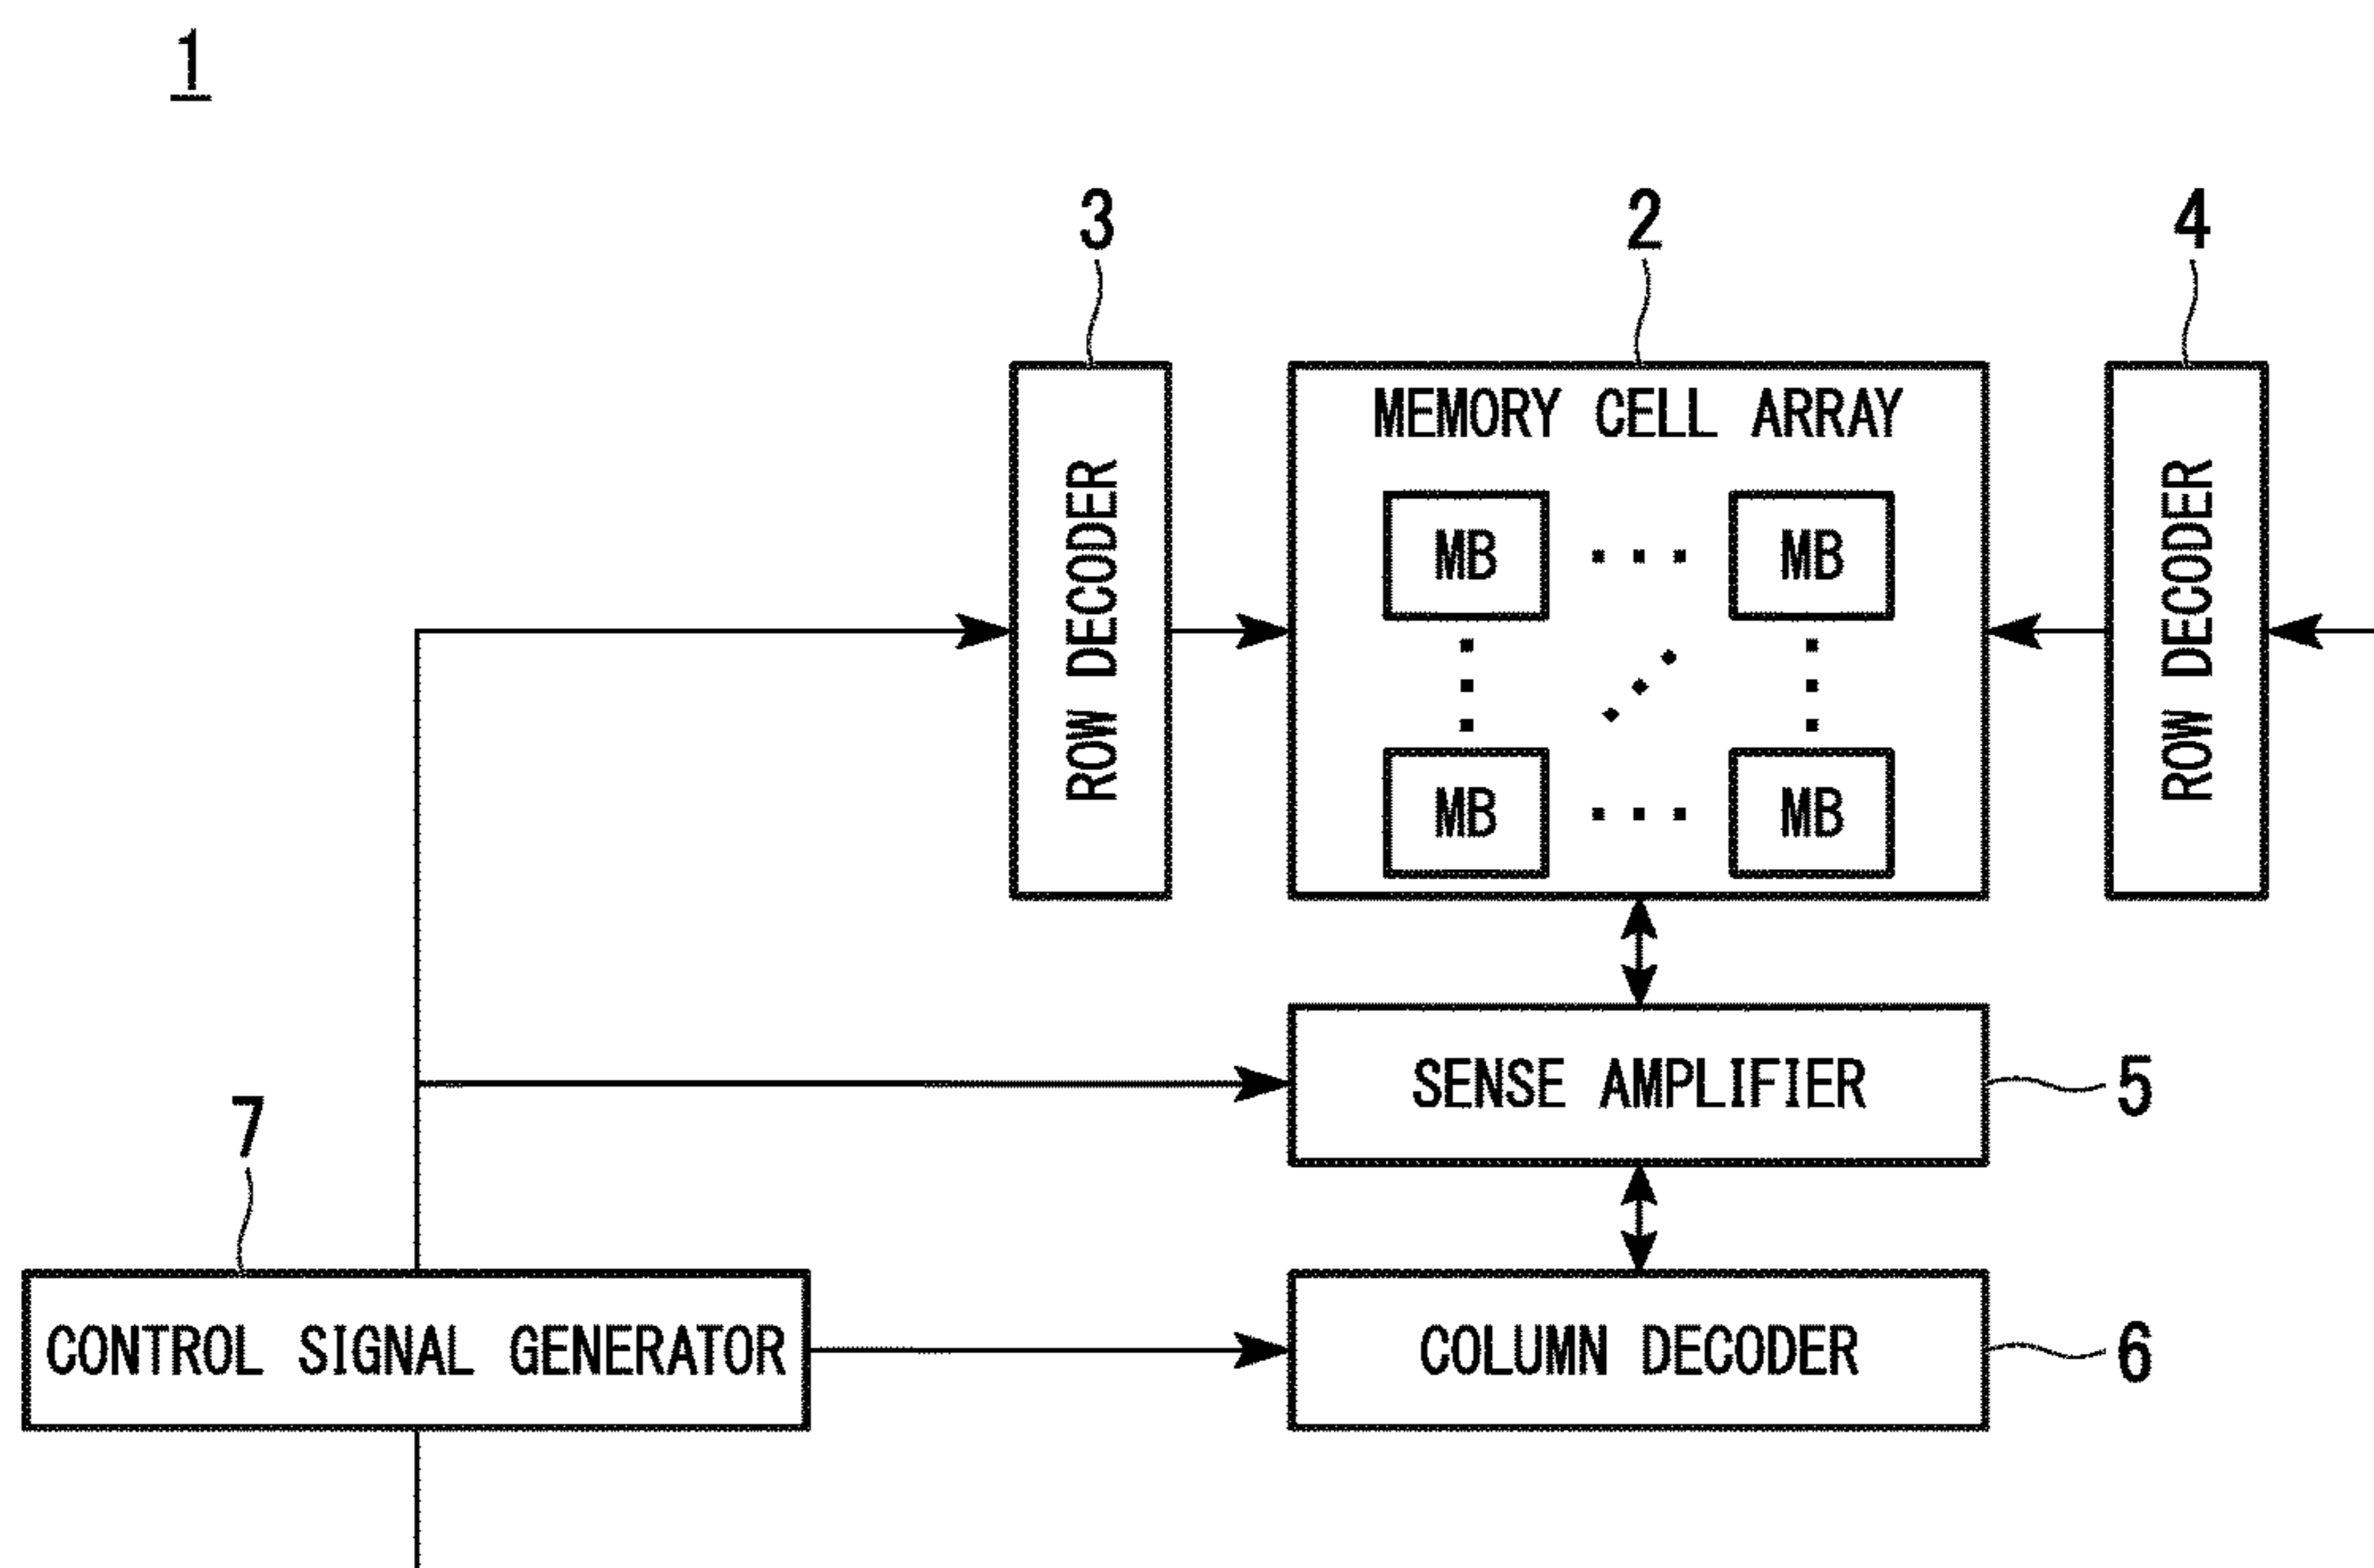 1
3 2 4
MEMORY CELL ARRAY
ROW DECODER
MB MB
MB MB
ROW DECODER
SENSE AMPLIFIER 5
7
CONTROL SIGNAL GENERATOR
COLUMN DECODER 6